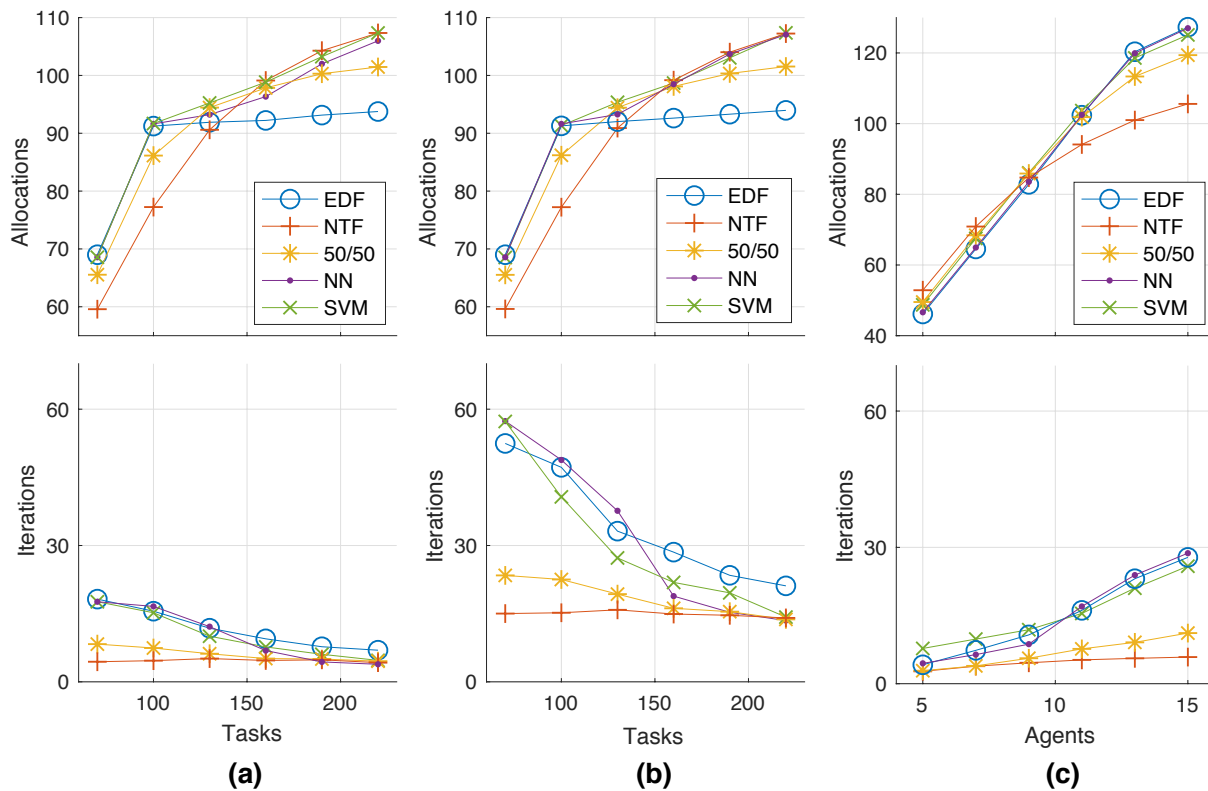 110
100
90
80
70
60
Allocations
EDF
NTF
50/50
NN
SVM
60
30
0
Iterations
100
150
200
Tasks
(a)
110
100
90
80
70
60
Allocations
EDF
NTF
50/50
NN
SVM
60
30
0
Iterations
100
150
200
Tasks
(b)
120
100
80
60
40
Allocations
EDF
NTF
50/50
NN
SVM
60
30
0
Iterations
5
10
15
Agents
(c)